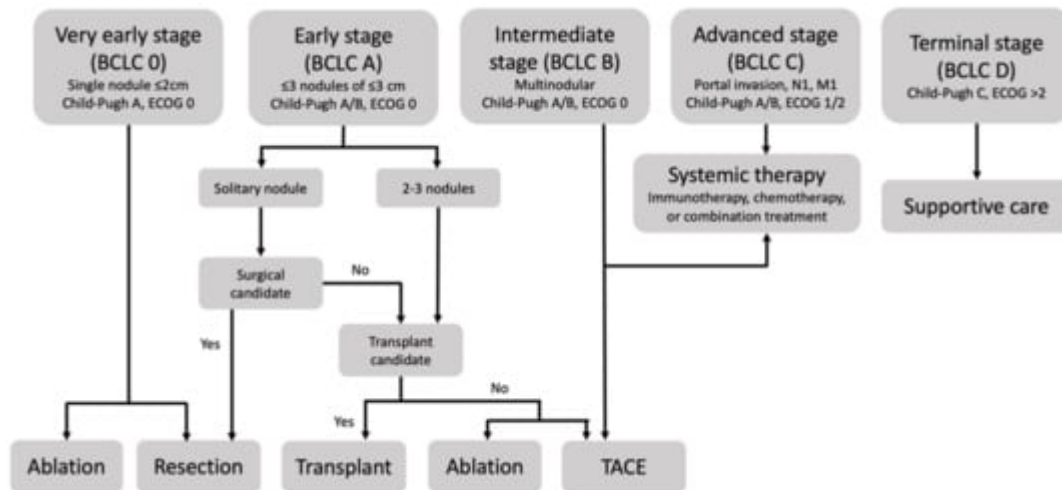 Very early stage
(BCLC 0)
Single nodule ≤2cm
Child-Pugh A, ECOG 0
Early stage
(BCLC A)
≤3 nodules of ≤3 cm
Child-Pugh A/B, ECOG 0
Intermediate
stage (BCLC B)
Multinodular
Child-Pugh A/B, ECOG 0
Advanced stage
(BCLC C)
Portal invasion, N1, M1
Child-Pugh A/B, ECOG 1/2
Terminal stage
(BCLC D)
Child-Pugh C, ECOG >2
Solitary nodule
2-3 nodules
Systemic therapy
Immunotherapy, chemotherapy,
or combination treatment
Supportive care
Surgical
candidate
No
Yes
Transplant
candidate
Yes
No
Ablation
Resection
Transplant
Ablation
TACE